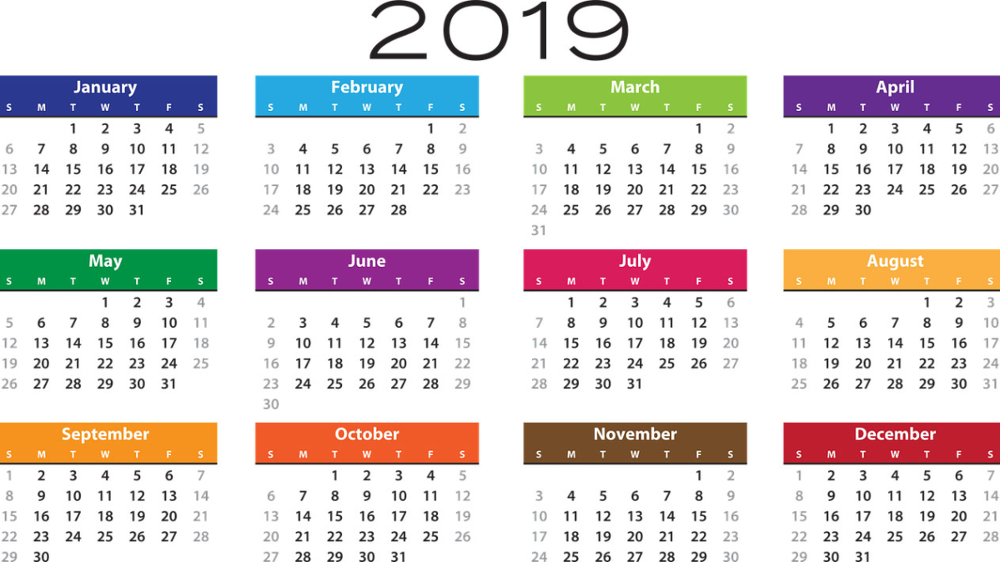 2019
January February March April
S M T W T F S S M T W T F S S M T W T F S S M T W T F S
1 2 3 4 5 1 2 1 2 1 2 3 4 5 6
6 7 8 9 10 11 12 3 4 5 6 7 8 9 3 4 5 6 7 8 9 7 8 9 10 11 12 13
13 14 15 16 17 18 19 10 11 12 13 14 15 16 10 11 12 13 14 15 16 14 15 16 17 18 19 20
20 21 22 23 24 25 26 17 18 19 20 21 22 23 17 18 19 20 21 22 23 21 22 23 24 25 26 27
27 28 29 30 31 24 25 26 27 28 24 25 26 27 28 29 30 28 29 30
31
May June July August
S M T W T F S S M T W T F S S M T W T F S S M T W T F S
1 2 3 4 1 1 2 3 4 5 6 1 2 3
5 6 7 8 9 10 11 2 3 4 5 6 7 8 7 8 9 10 11 12 13 4 5 6 7 8 9 10
12 13 14 15 16 17 18 9 10 11 12 13 14 15 14 15 16 17 18 19 20 11 12 13 14 15 16 17
19 20 21 22 23 24 25 16 17 18 19 20 21 22 21 22 23 24 25 26 27 18 19 20 21 22 23 24
26 27 28 29 30 31 23 24 25 26 27 28 29 28 29 30 31 25 26 27 28 29 30 31
30
September October November December
S M T W T F S S M T W T F S S M T W T F S S M T W T F S
1 2 3 4 5 6 7 1 2 3 4 5 1 2 1 2 3 4 5 6 7
8 9 10 11 12 13 14 6 7 8 9 10 11 12 3 4 5 6 7 8 9 8 9 10 11 12 13 14
15 16 17 18 19 20 21 13 14 15 16 17 18 19 10 11 12 13 14 15 16 15 16 17 18 19 20 21
22 23 24 25 26 27 28 20 21 22 23 24 25 26 17 18 19 20 21 22 23 22 23 24 25 26 27 28
29 30 27 28 29 30 31 24 25 26 27 28 29 30 29 30 31